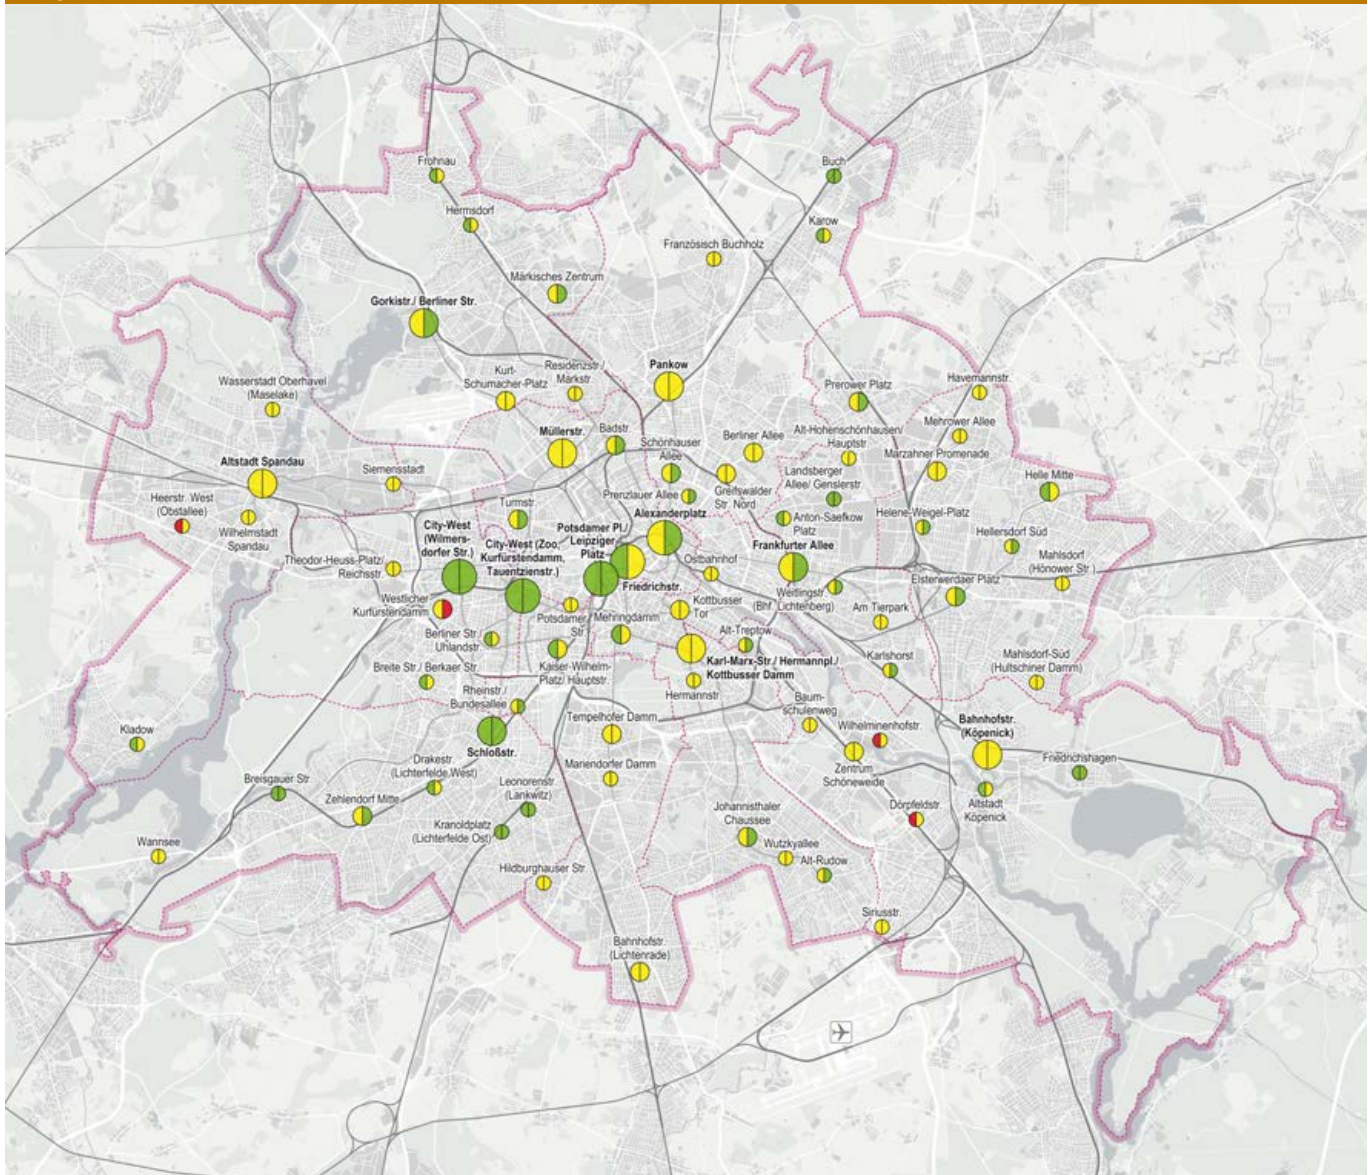 Frohnau
Buch
Hermsdorf
Karow
Französisch Buchholz
Märkisches Zentrum
Gorkistr./ Berliner Str.
Pankow
Residenzstr./
Markstr.
Kurt-
Schumacher-Platz
Wasserstadt Oberhavel
(Maselake)
Prerower Platz
Havemannstr.
Müllerstr.
Badstr.
Schönhauser
Allee
Berliner Allee
Alt-Hohenschönhausen/
Hauptstr
Mehrower Allee
Marzahner Promenade
Altstadt Spandau
Siemensstadt
Heerstr. West
(Obstallee)
Wilhelmstadt
Spandau
Turmstr.
Prenzlauer Allee
Greifswalder
Str. Nord
Landsberger
Allee/ Genslerstr.
Helle Mitte
Anton-Saefkow
Platz
Helene-Weigel-Platz
Hellersdorf Süd
City-West
(Wilmers-
dorfer Str.)
City-West (Zoo,
Kurfürstendamm,
Tauentzienstr.)
Potsdamer Pl./
Leipziger
Platz
Alexanderplatz
Friedrichstr.
Ostbahnhof
Frankfurter Allee
Mahlsdorf
(Hönower Str.)
Theodor-Heuss-Platz/
Reichsstr.
Westlicher
Kurfürstendamm
Weitlingstr.
(Bhf. Lichtenberg)
Elsterwerdaer Platz
Berliner Str./
Uhlandstr.
Potsdamer
Str.
Mehringdamm
Kottbusser
Tor
Alt-Treptow
Am Tierpark
Breite Str./ Berkaer Str.
Kaiser-Wilhelm-
Platz/ Hauptstr.
Karl-Marx-Str./ Hermannpl./
Kottbusser Damm
Karlshorst
Mahlsdorf-Süd
(Hultschiner Damm)
Hermannstr.
Rheinstr./
Bundesallee
Schloßstr.
Tempelhofer Damm
Baum-
schulenweg
Wilhelminenhofstr.
Bahnhofstr.
(Köpenick)
Kladow
Zentrum
Schöneweide
Friedrichshagen
Mariendorfer Damm
Drakestr
(Lichterfelde West)
Breisgauer Str
Leonorenstr
(Lankwitz)
Altstadt
Köpenick
Zehlendorf Mitte
Kranoldplatz
(Lichterfelde Ost)
Johannisthaler
Chaussee
Dörpfeldstr.
Wannsee
Wutzkyallee
Alt-Rudow
Hildburghauser Str
Siriusstr.
Bahnhofstr.
(Lichtenrade)